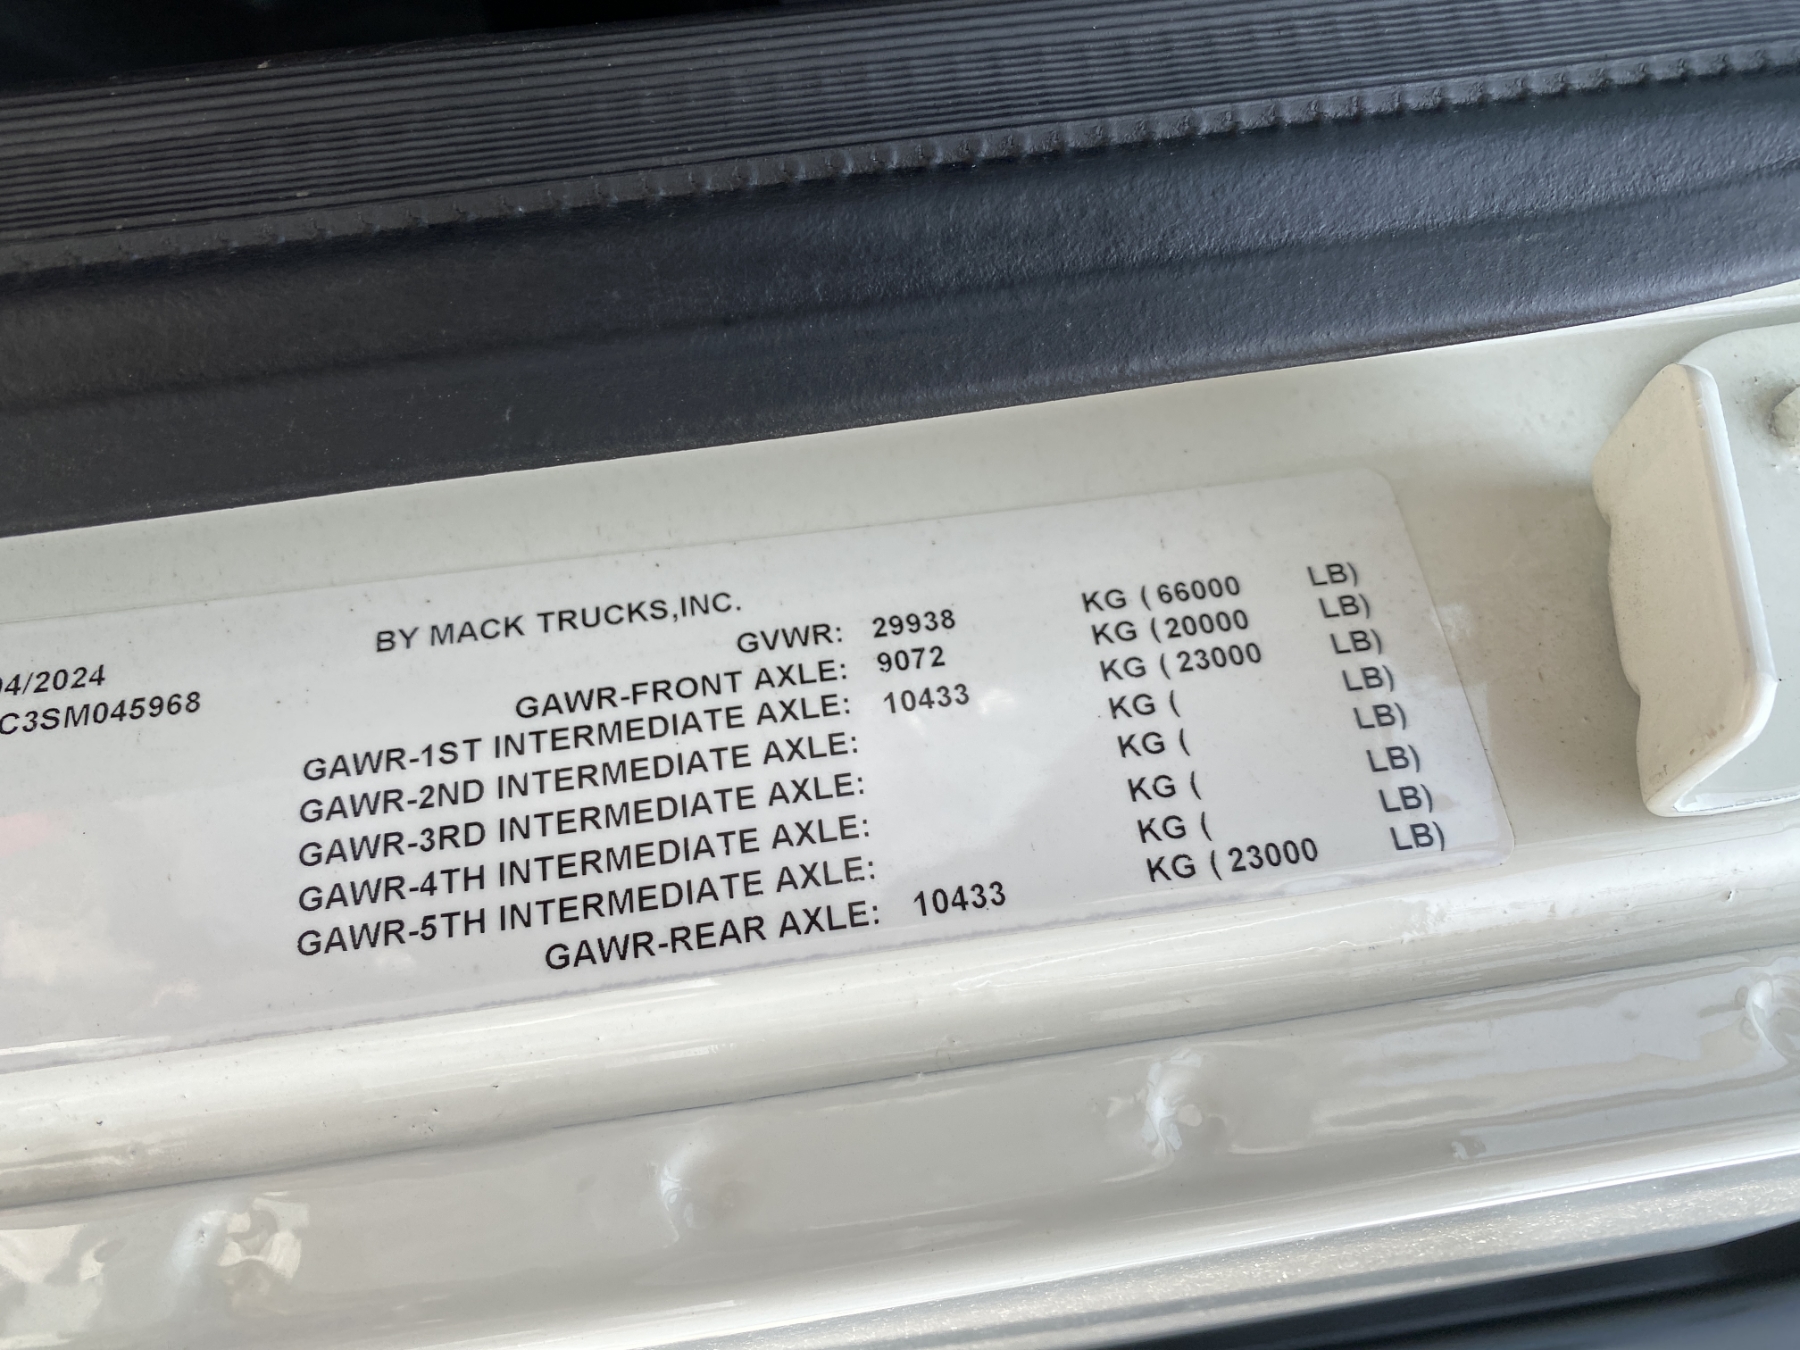 BY MACK TRUCKS,INC.
04/2024 GVWR: 29938 KG (66000 LB)
C3SM045968 GAWR-FRONT AXLE: 9072 KG (20000 LB)
GAWR-1ST INTERMEDIATE AXLE: 10433 KG (23000 LB)
GAWR-2ND INTERMEDIATE AXLE: KG ( LB)
GAWR-3RD INTERMEDIATE AXLE: KG ( LB)
GAWR-4TH INTERMEDIATE AXLE: KG ( LB)
GAWR-5TH INTERMEDIATE AXLE: KG ( LB)
GAWR-REAR AXLE: 10433 KG (23000 LB)